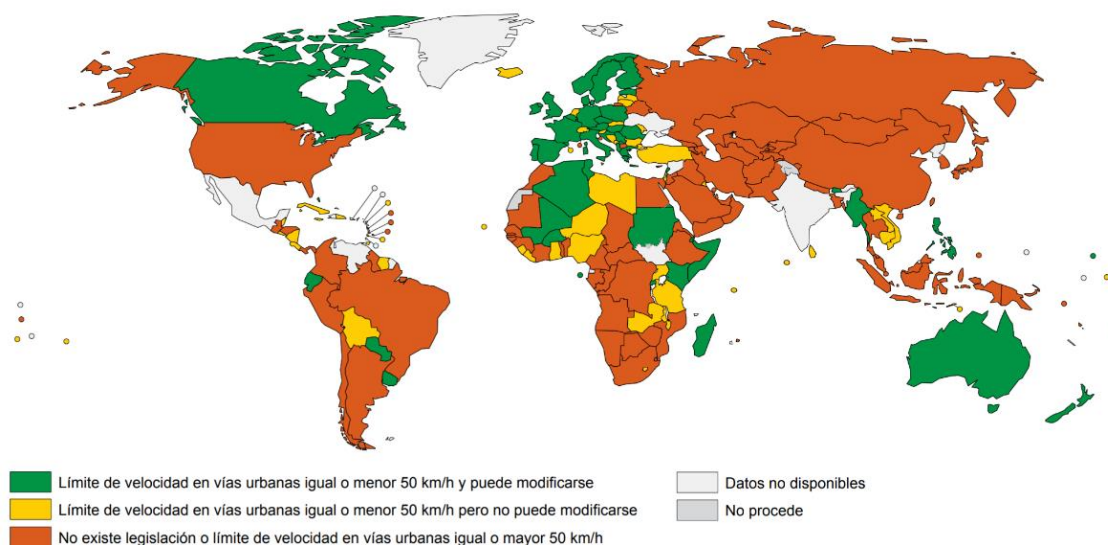 Límite de velocidad en vías urbanas igual o menor 50 km/h y puede modificarse
Límite de velocidad en vías urbanas igual o menor 50 km/h pero no puede modificarse
No existe legislación o límite de velocidad en vías urbanas igual o mayor 50 km/h
Datos no disponibles
No procede